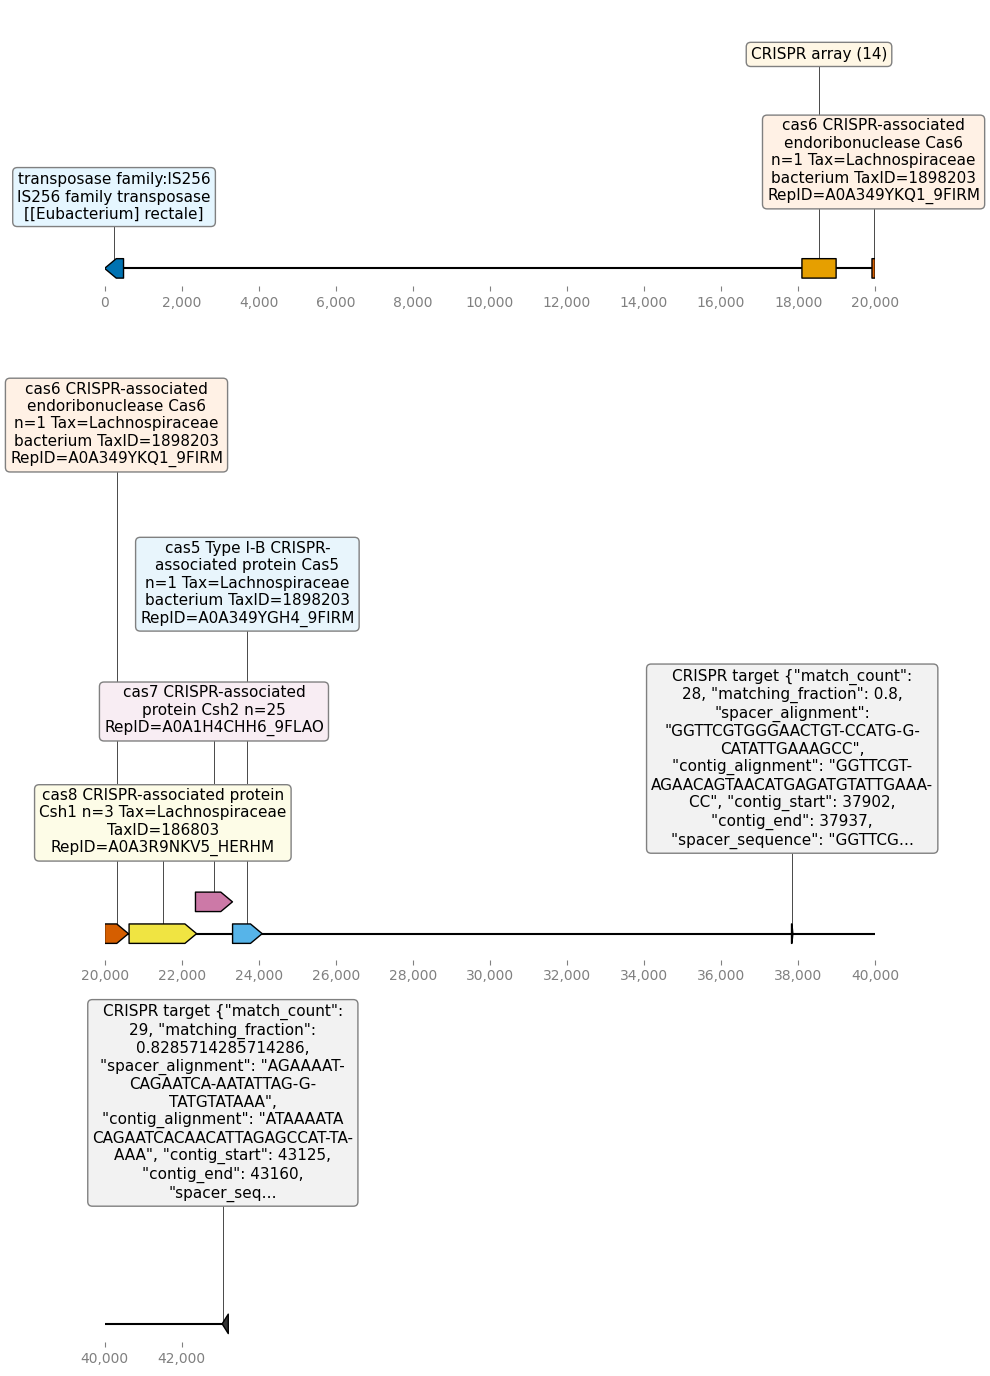 CRISPR array (14)
cas6 CRISPR-associated
endoribonuclease Cas6
n=1 Tax=Lachnospiraceae
bacterium TaxID=1898203
RepID=A0A349YKQ1_9FIRM
transposase family:IS256
IS256 family transposase
[[Eubacterium] rectale]
0 2,000 4,000 6,000 8,000 10,000 12,000 14,000 16,000 18,000 20,000
cas6 CRISPR-associated
endoribonuclease Cas6
n=1 Tax=Lachnospiraceae
bacterium TaxID=1898203
RepID=A0A349YKQ1_9FIRM
cas5 Type I-B CRISPR-
associated protein Cas5
n=1 Tax=Lachnospiraceae
bacterium TaxID=1898203
RepID=A0A349YGH4_9FIRM
cas7 CRISPR-associated
protein Csh2 n=25
RepID=A0A1H4CHH6_9FLAO
cas8 CRISPR-associated protein
Csh1 n=3 Tax=Lachnospiraceae
TaxID=186803
RepID=A0A3R9NKV5_HERHM
CRISPR target {"match_count":
28, "matching_fraction": 0.8,
"spacer_alignment":
"GGTTCGTGGGAACTGT-CCATG-G-
CATATTGAAAGCC",
"contig_alignment": "GGTTCGT-
AGAACAGTAACATGAGATGTATTGAAA-
CC", "contig_start": 37902,
"contig_end": 37937,
"spacer_sequence": "GGTTCG...
20,000 22,000 24,000 26,000 28,000 30,000 32,000 34,000 36,000 38,000 40,000
CRISPR target {"match_count":
29, "matching_fraction":
0.8285714285714286,
"spacer_alignment": "AGAAAAT-
CAGAATCA-AATATTAG-G-
TATGTATAAA",
"contig_alignment": "ATAAAATA
CAGAATCACAACATTAGAGCCAT-TA-
AAA", "contig_start": 43125,
"contig_end": 43160,
"spacer_seq...
40,000 42,000